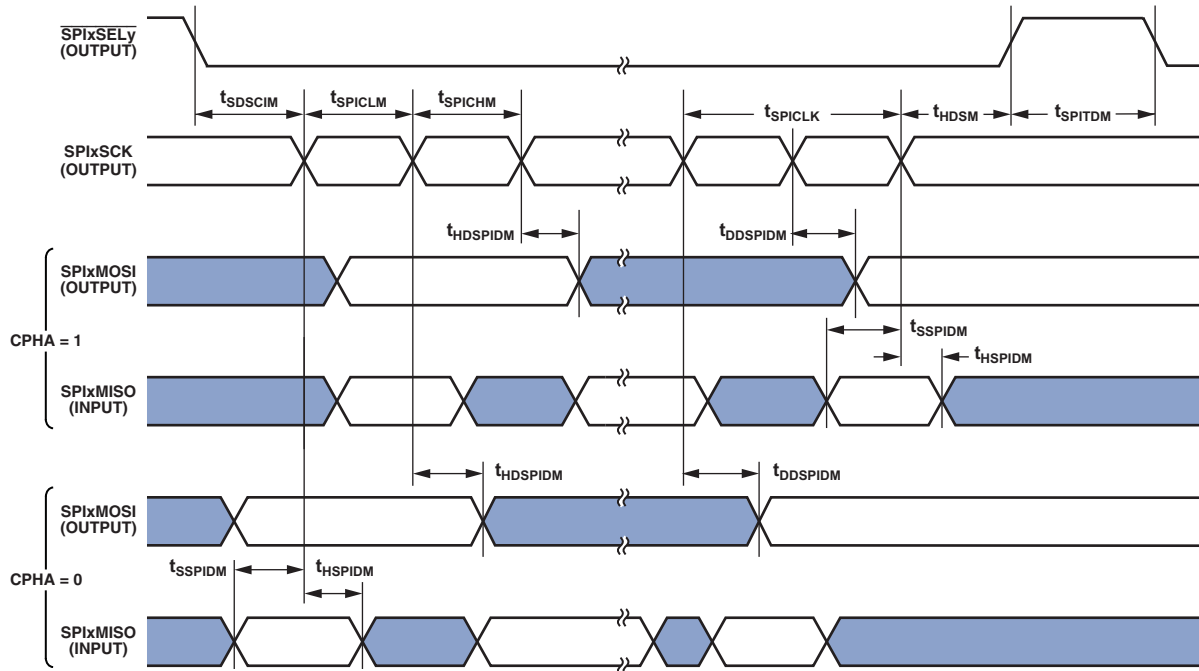 SPIxSELy
(OUTPUT)
tSDSCIM
tSPICLM
tSPICHM
tSPICLK
tHDSM
tSPITDM
SPIxSCK
(OUTPUT)
tHDSPIDM
tDDSPIDM
SPIxMOSI
(OUTPUT)
CPHA = 1
tSSPIDM
tHSPIDM
SPIxMISO
(INPUT)
tHDSPIDM
tDDSPIDM
SPIxMOSI
(OUTPUT)
CPHA = 0
tSSPIDM
tHSPIDM
SPIxMISO
(INPUT)